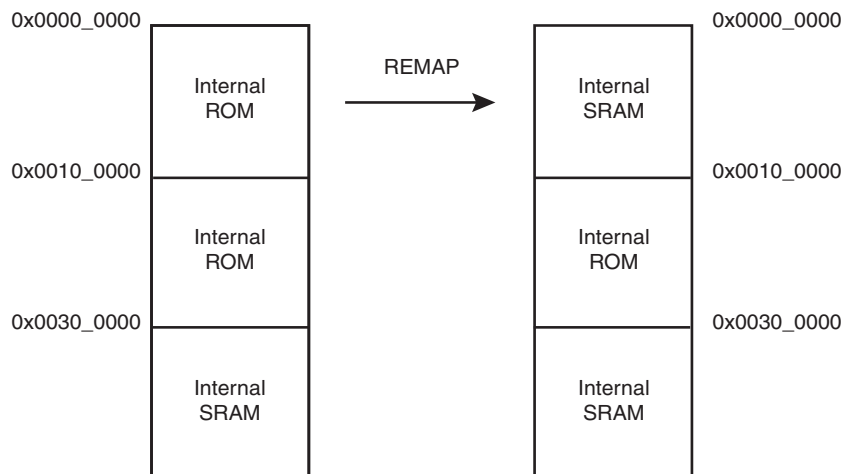 0x0000_0000
Internal
ROM
REMAP
Internal
SRAM
0x0000_0000
0x0010_0000
Internal
ROM
Internal
ROM
0x0010_0000
0x0030_0000
Internal
SRAM
Internal
SRAM
0x0030_0000